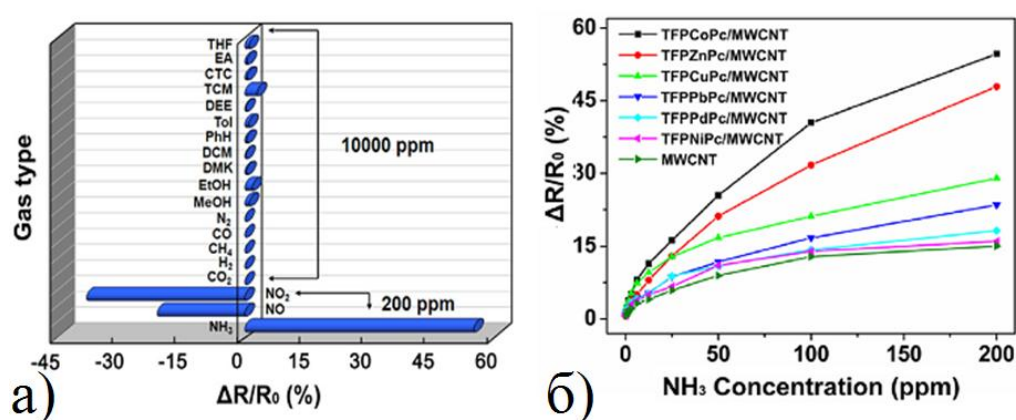 THF
EA
CTC
TCM
DEE
Tol
PhH
DCM
DMK
EtOH
MeOH
N₂
CO
CH₄
H₂
CO₂
NO₂
NO
NH₃
Gas type
10000 ppm
200 ppm
-45 -30 -15 0 15 30 45 60
ΔR/R₀ (%)
а)
TFPCoPc/MWCNT
TFPZnPc/MWCNT
TFPCuPc/MWCNT
TFPPbPc/MWCNT
TFPPdPc/MWCNT
TFPNiPc/MWCNT
MWCNT
ΔR/R₀ (%)
60
45
30
15
0
0 50 100 150 200
NH₃ Concentration (ppm)
б)